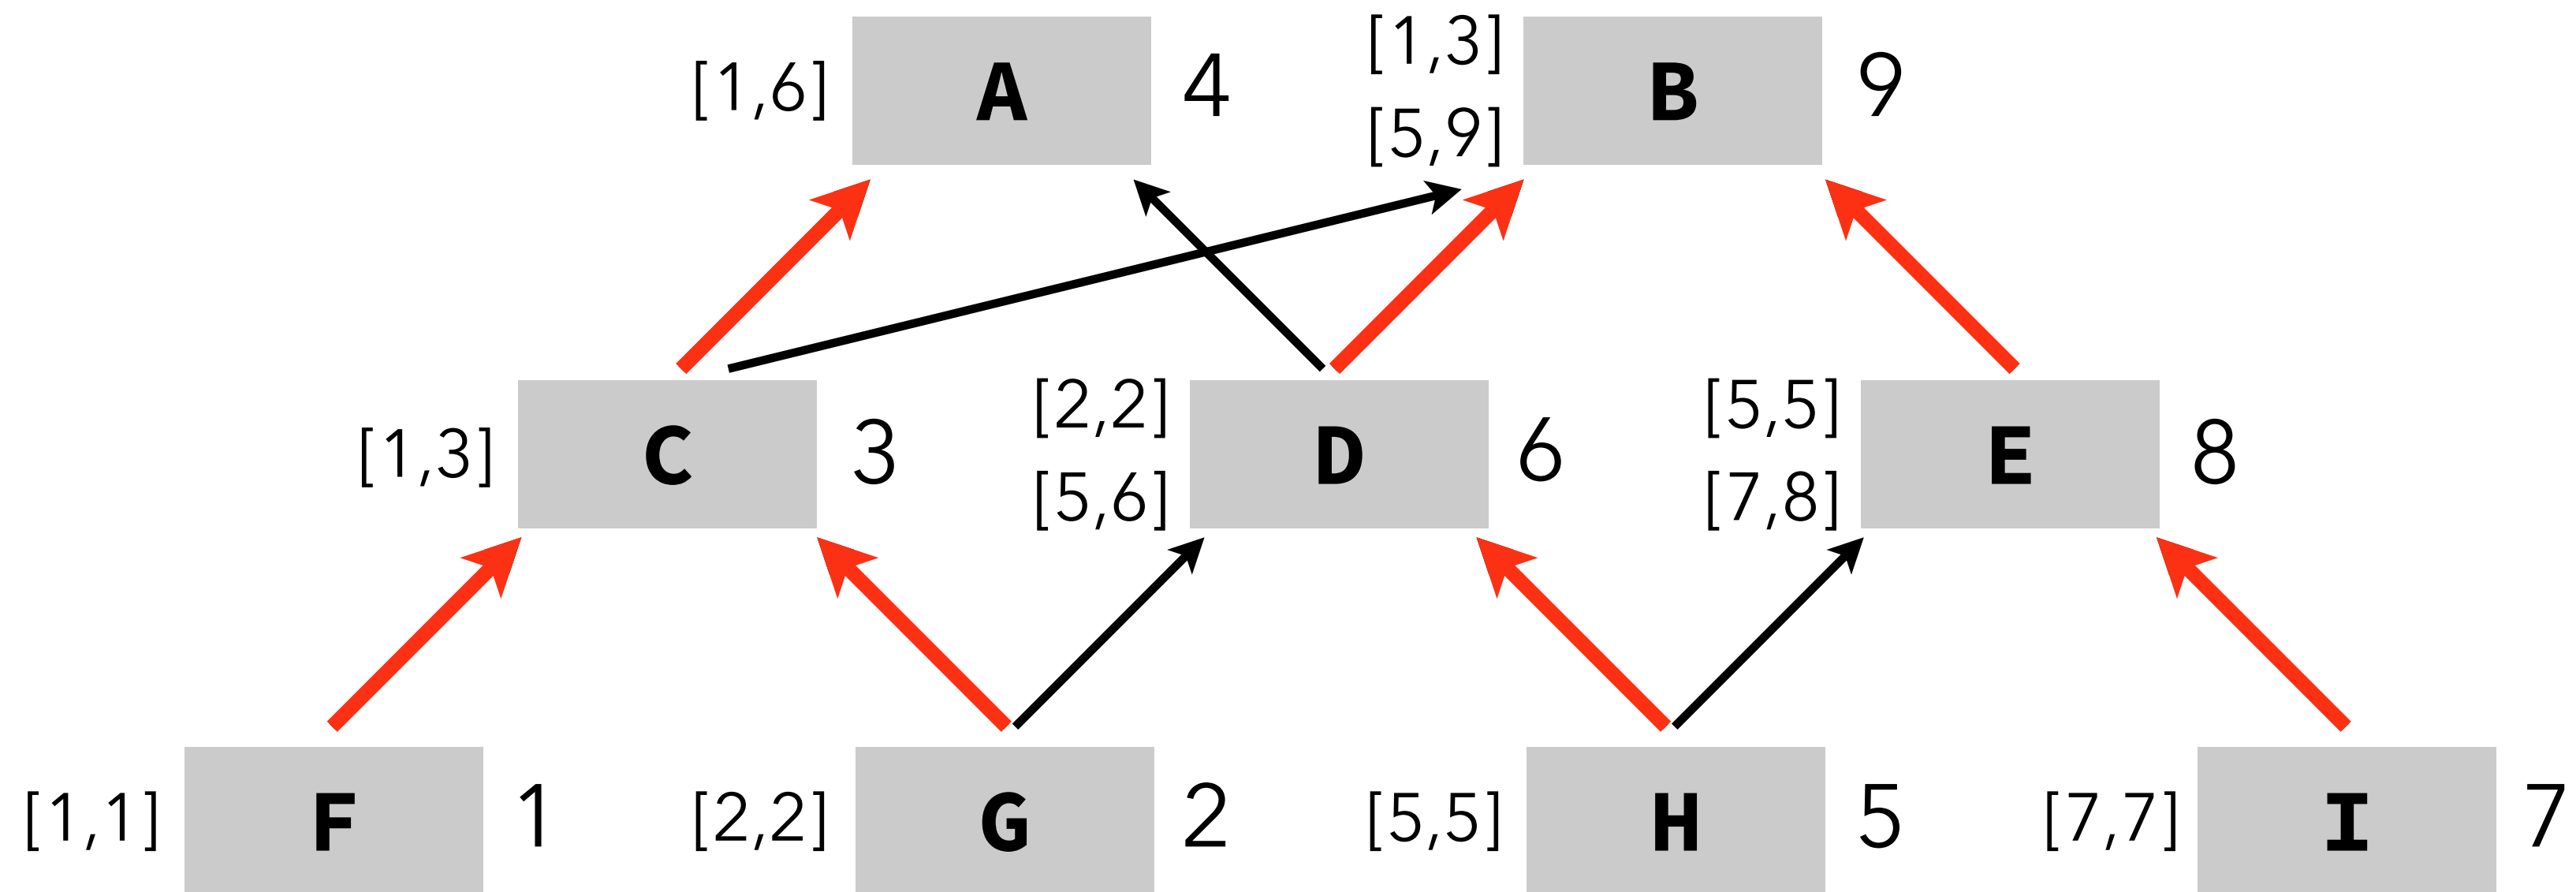 [1,6] A 4
[1,3]
[5,9]
B 9
[1,3] C 3
[2,2]
[5,6]
D 6
[5,5]
[7,8]
E 8
[1,1] F 1
[2,2] G 2
[5,5] H 5
[7,7] I 7